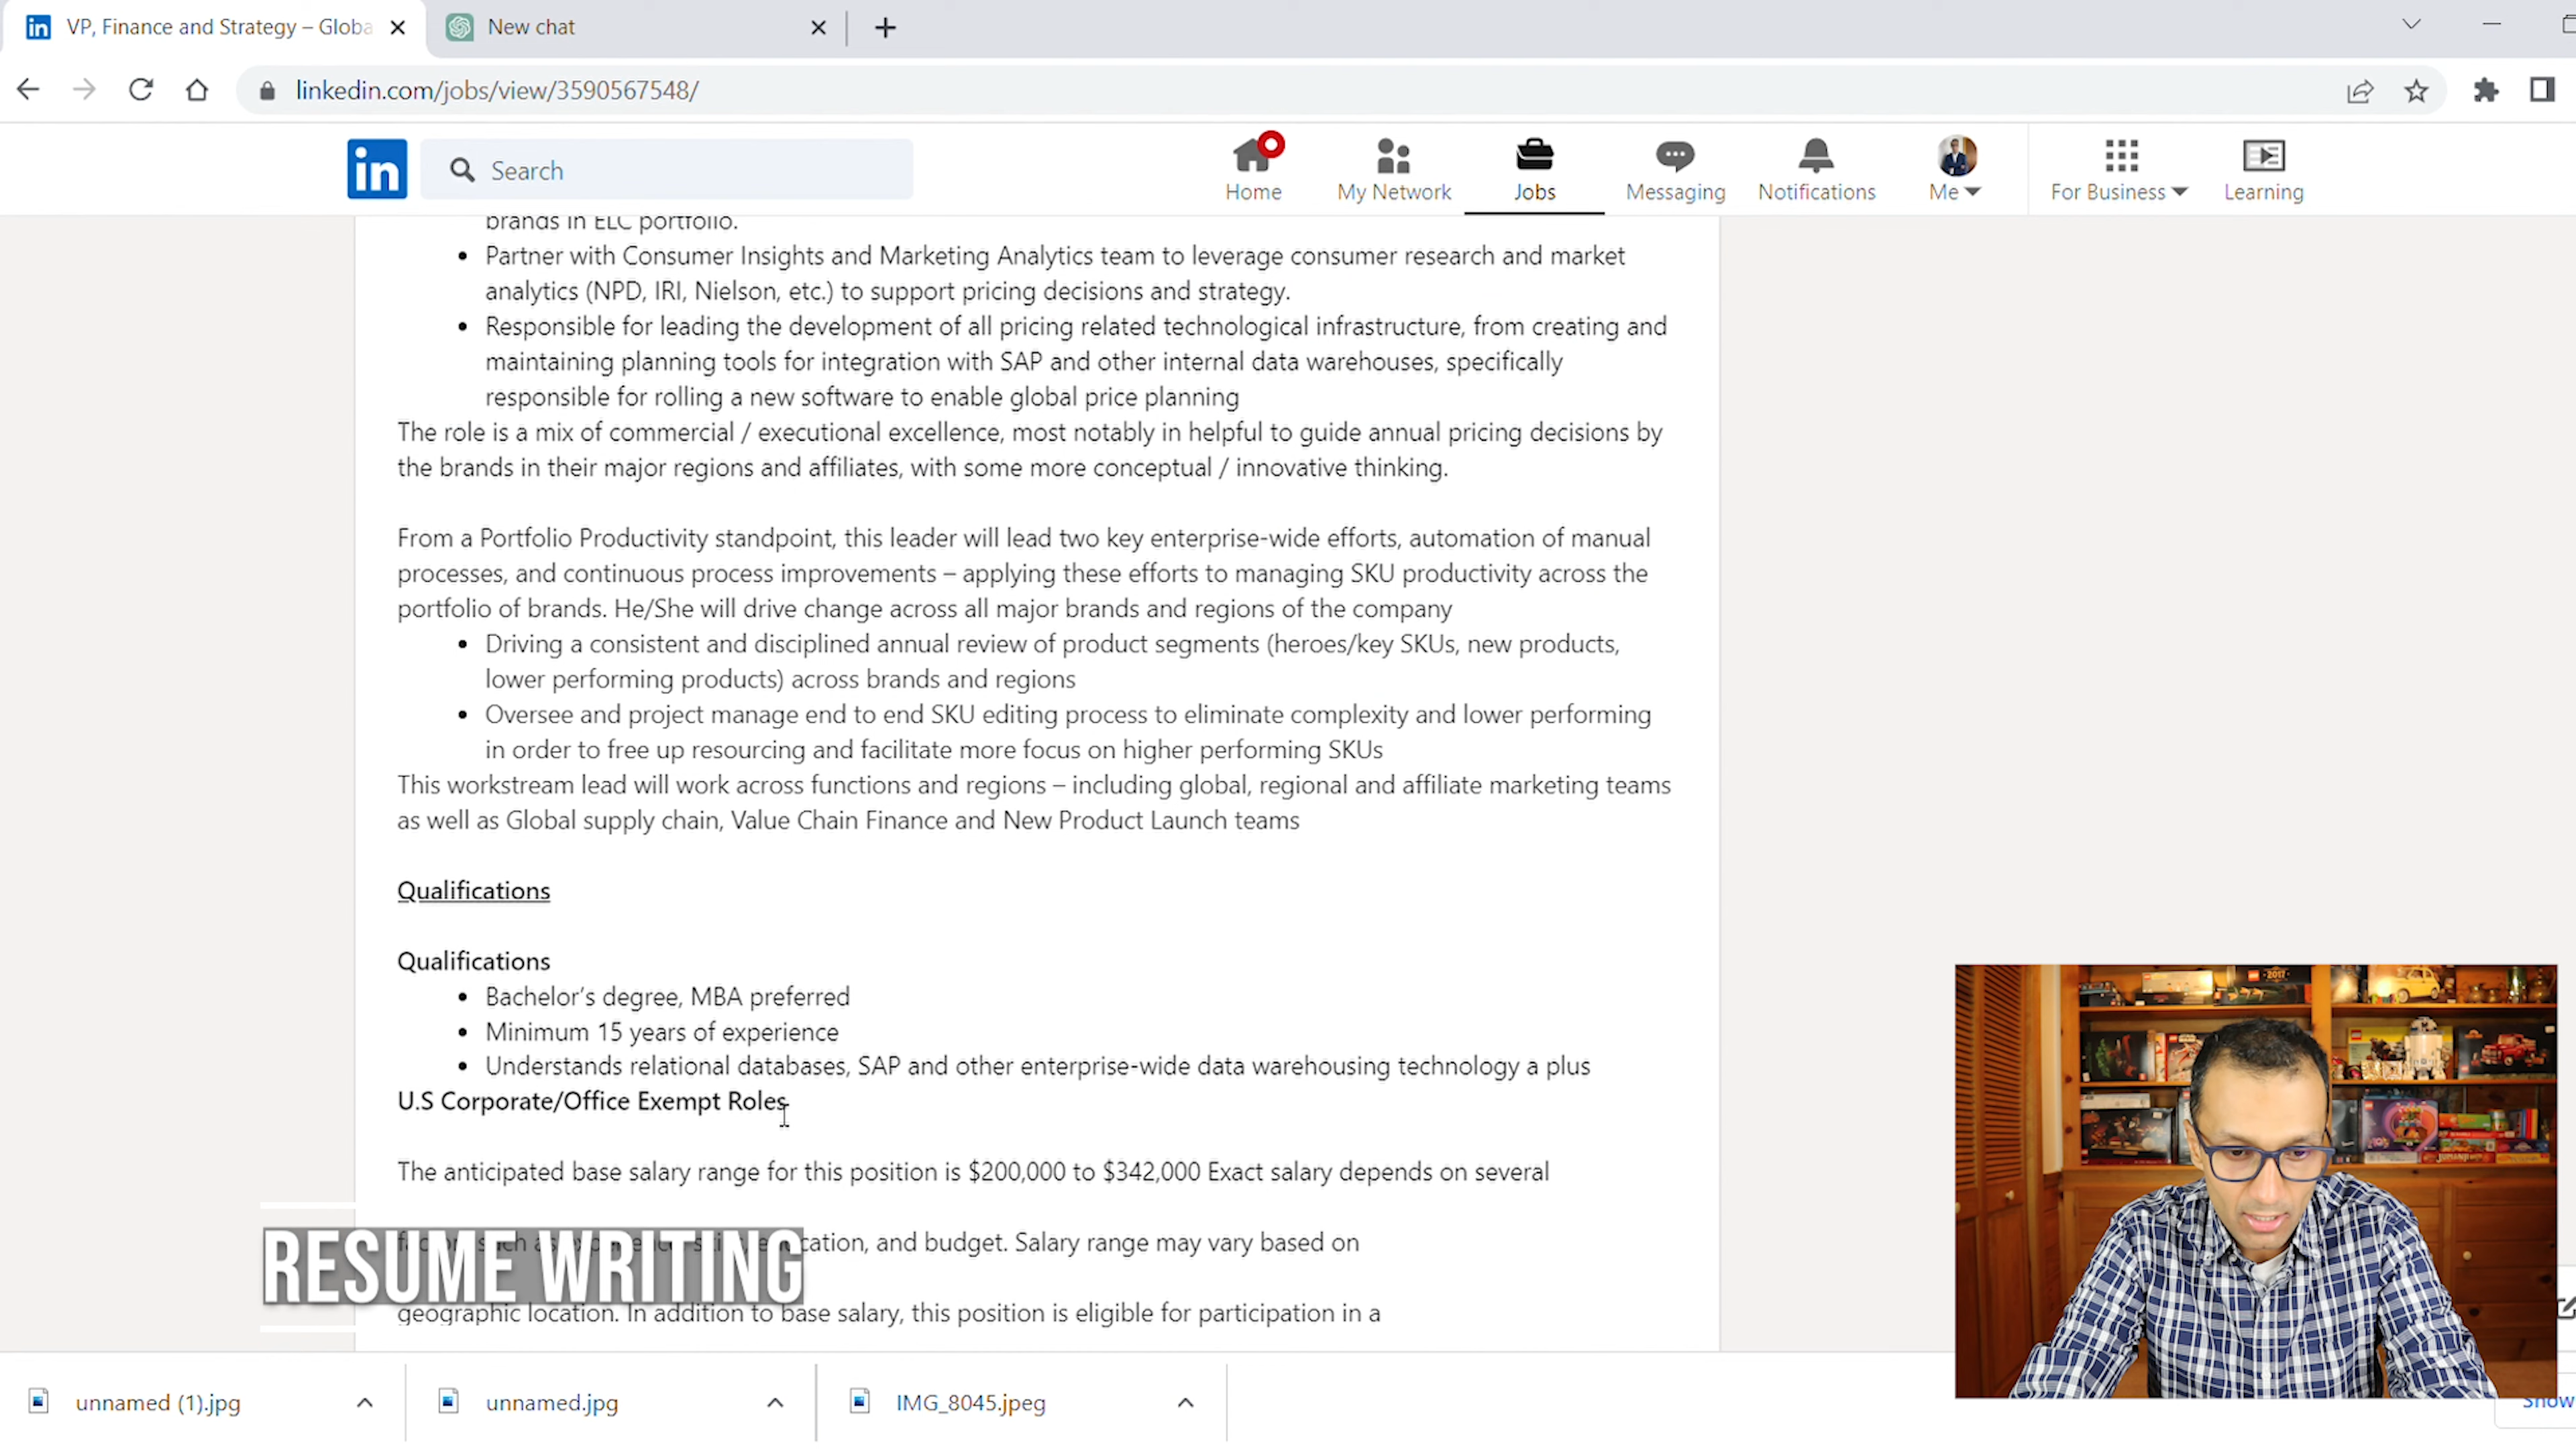 VP, Finance and Strategy – Globa
New chat
linkedin.com/jobs/view/3590567548/
in
Search
Home
My Network
Jobs
Messaging
Notifications
Me
For Business
Learning
brands in ELC portfolio.
• Partner with Consumer Insights and Marketing Analytics team to leverage consumer research and market
analytics (NPD, IRI, Nielson, etc.) to support pricing decisions and strategy.
• Responsible for leading the development of all pricing related technological infrastructure, from creating and
maintaining planning tools for integration with SAP and other internal data warehouses, specifically
responsible for rolling a new software to enable global price planning
The role is a mix of commercial / executional excellence, most notably in helpful to guide annual pricing decisions by
the brands in their major regions and affiliates, with some more conceptual / innovative thinking.
From a Portfolio Productivity standpoint, this leader will lead two key enterprise-wide efforts, automation of manual
processes, and continuous process improvements – applying these efforts to managing SKU productivity across the
portfolio of brands. He/She will drive change across all major brands and regions of the company
• Driving a consistent and disciplined annual review of product segments (heroes/key SKUs, new products,
lower performing products) across brands and regions
• Oversee and project manage end to end SKU editing process to eliminate complexity and lower performing
in order to free up resourcing and facilitate more focus on higher performing SKUs
This workstream lead will work across functions and regions – including global, regional and affiliate marketing teams
as well as Global supply chain, Value Chain Finance and New Product Launch teams
Qualifications
Qualifications
• Bachelor's degree, MBA preferred
• Minimum 15 years of experience
• Understands relational databases, SAP and other enterprise-wide data warehousing technology a plus
U.S Corporate/Office Exempt Roles
The anticipated base salary range for this position is $200,000 to $342,000 Exact salary depends on several
and budget. Salary range may vary based on
RESUME WRITING
geographic location. In addition to base salary, this position is eligible for participation in a
unnamed (1).jpg
unnamed.jpg
IMG_8045.jpeg
Show